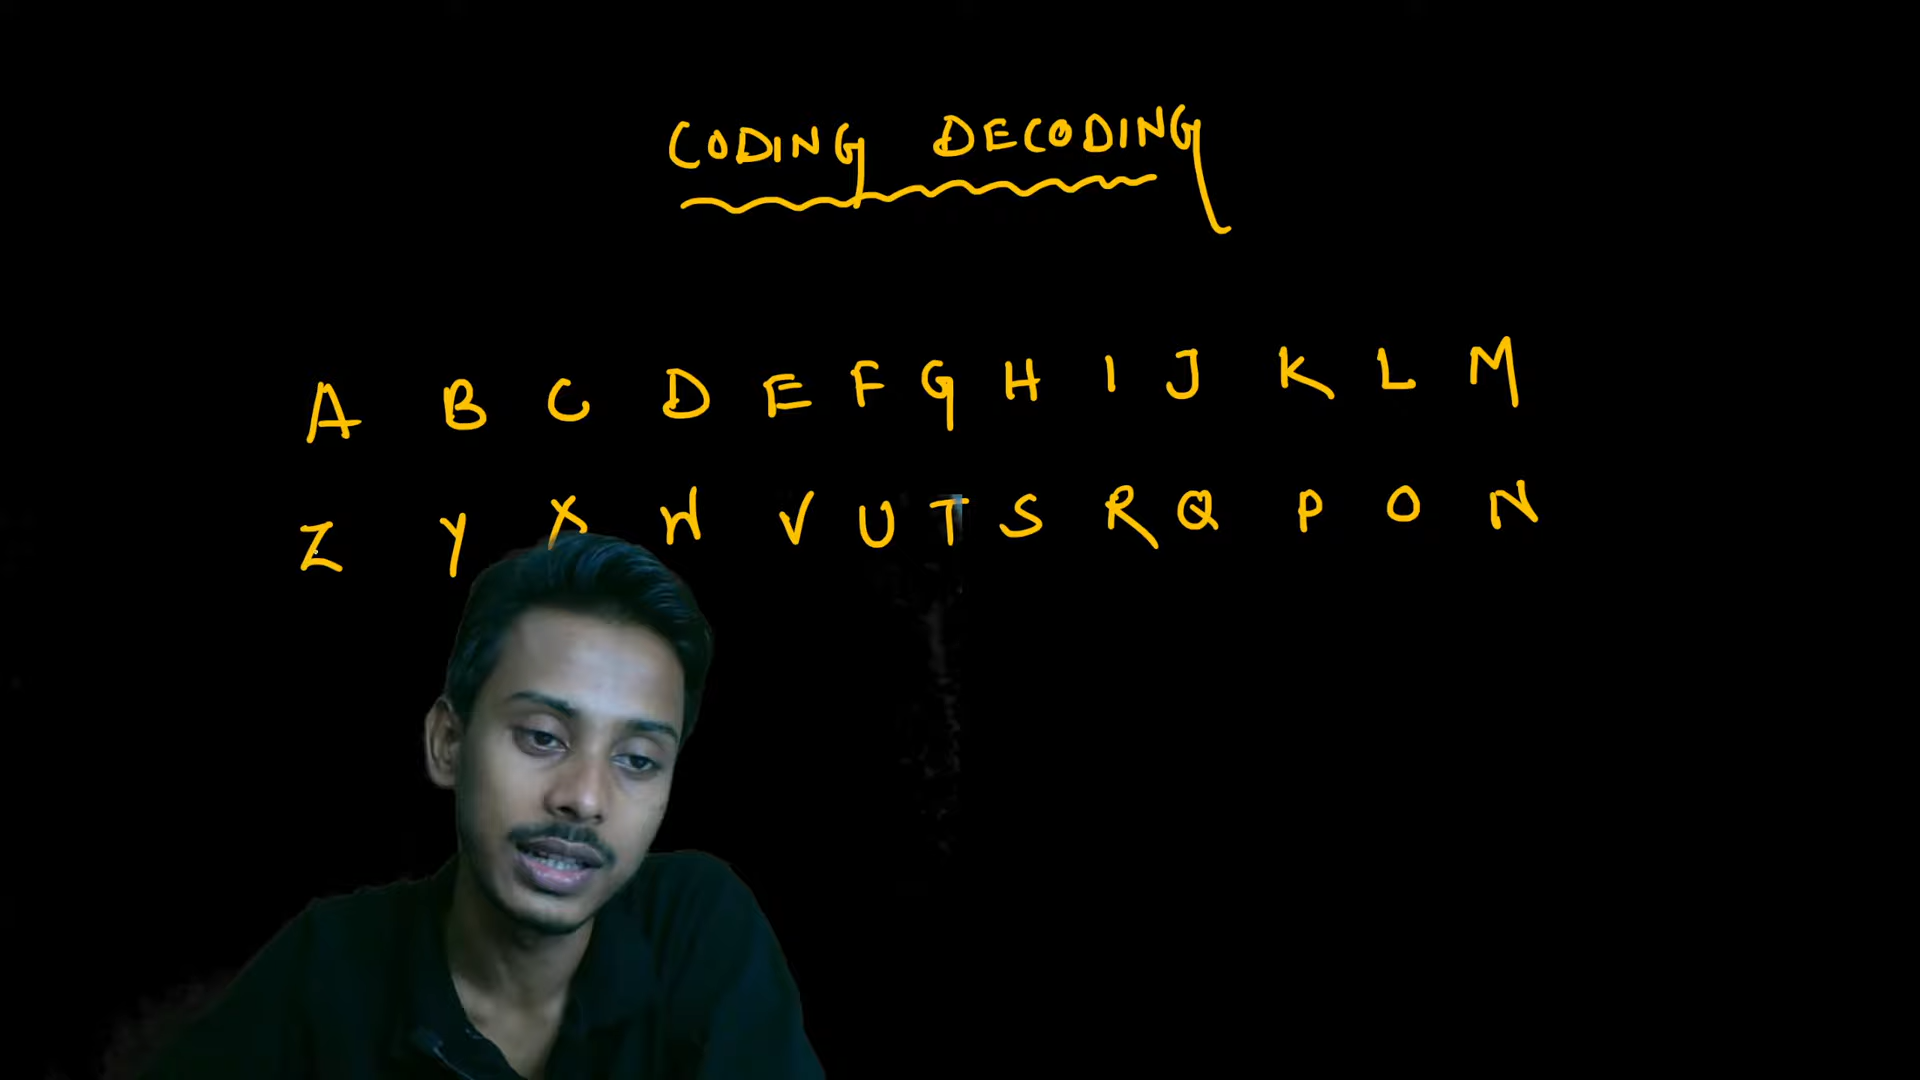 CODING DECODING
A B C D E F G H I J K L M
Z Y X W V U T S R Q P O N